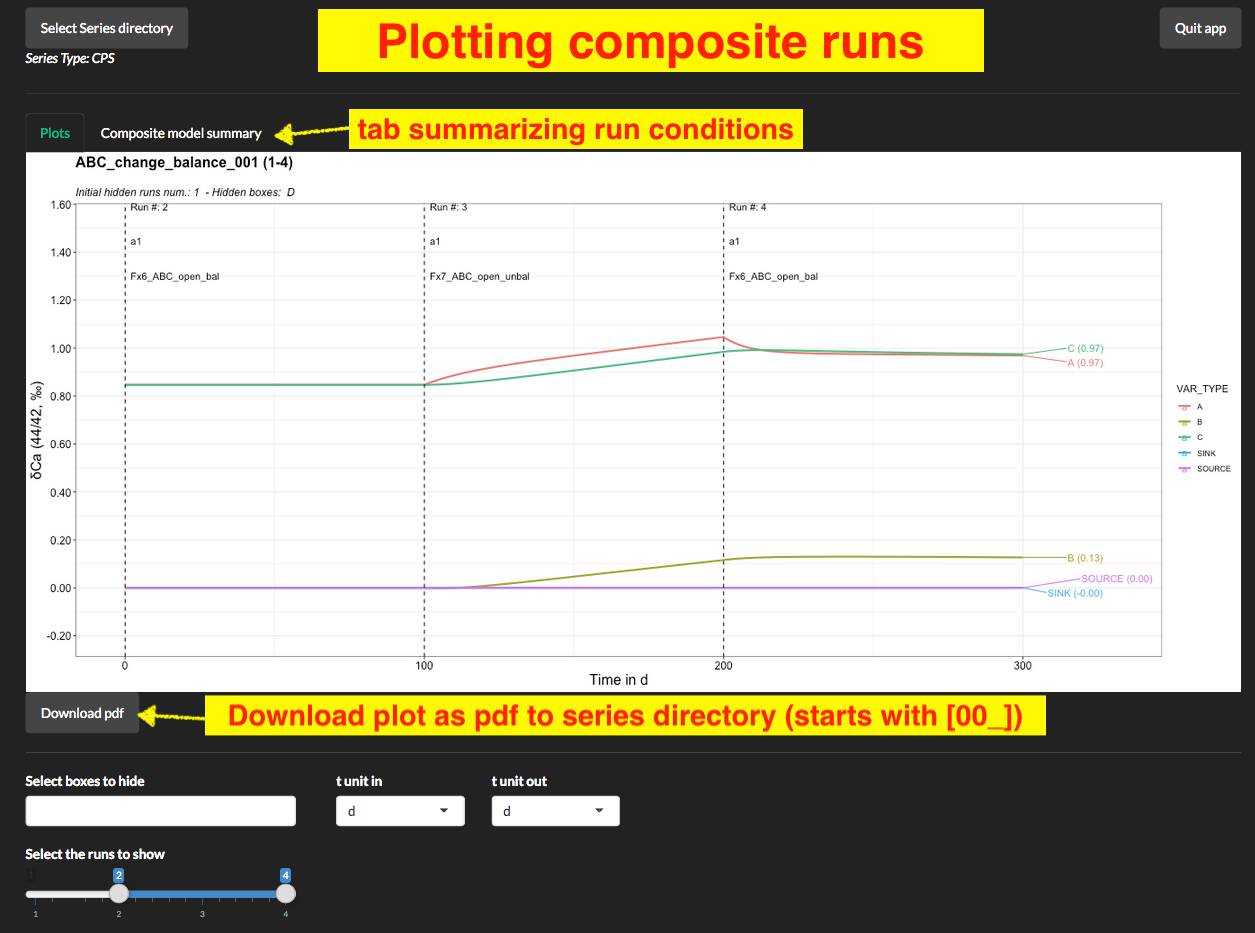 Select Series directory
Plotting composite runs
Quit app
Series Type: CPS
Plots
Composite model summary
tab summarizing run conditions
ABC_change_balance_001 (1-4)
Initial hidden runs num.: 1 - Hidden boxes: D
Run #: 2
Run #: 3
Run #: 4
a1
a1
a1
Fx6_ABC_open_bal
Fx7_ABC_open_unbal
Fx6_ABC_open_bal
1.60
1.40
1.20
1.00
0.80
0.60
0.40
0.20
0.00
-0.20
δCa (44/42, ‰)
C (0.97)
A (0.97)
B (0.13)
SOURCE (0.00)
SINK (-0.00)
VAR_TYPE
A
B
C
SINK
SOURCE
0
100
200
300
Time in d
Download pdf
Download plot as pdf to series directory (starts with [00_])
Select boxes to hide
t unit in
t unit out
d
d
Select the runs to show
1
2
4
1
2
3
4